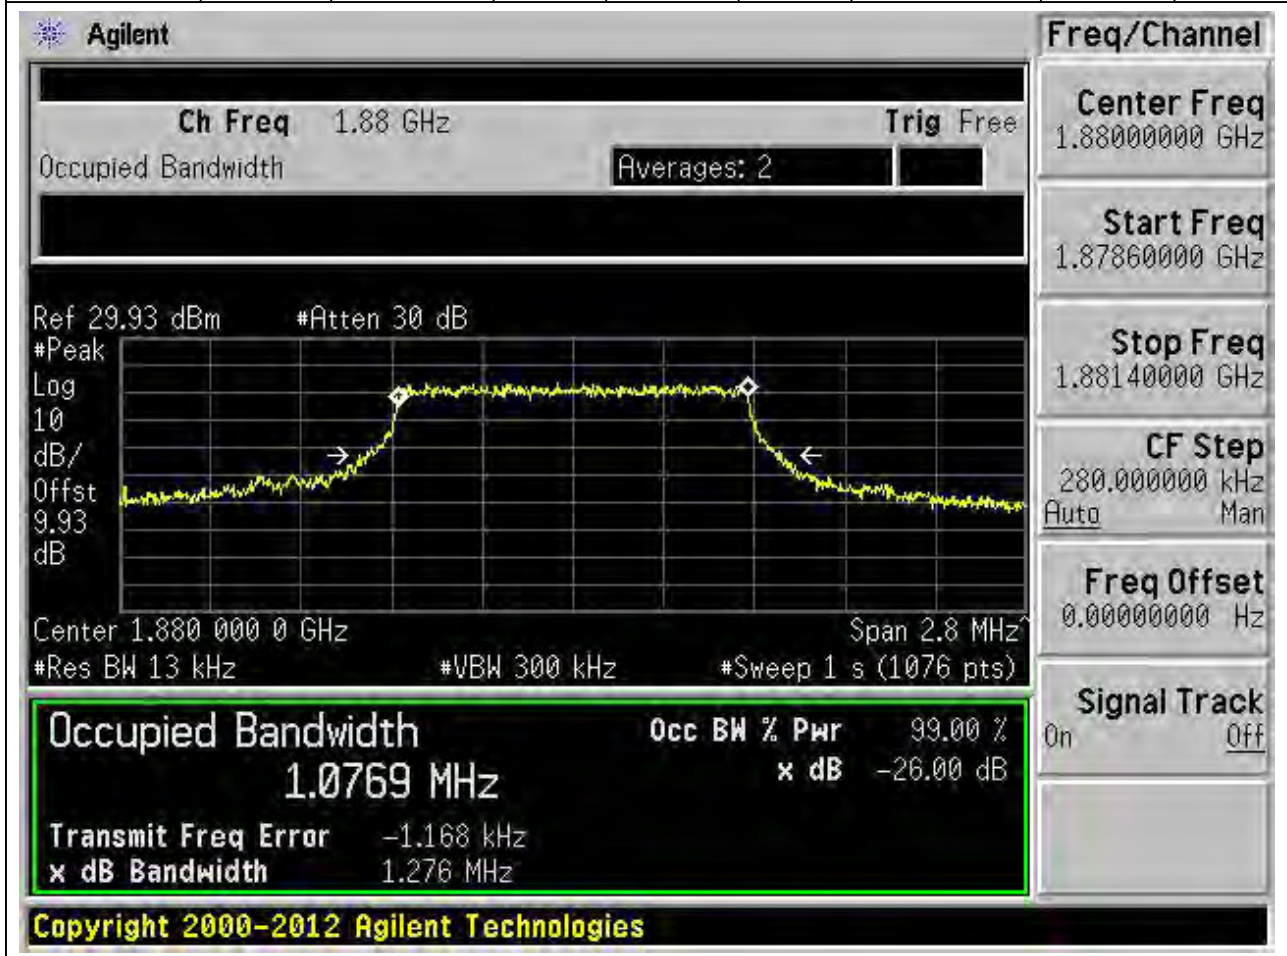 Agilent
Ch Freq 1.88 GHz Trig Free
Occupied Bandwidth Averages: 2
Ref 29.93 dBm #Atten 30 dB
#Peak
Log
10
dB/
Offst
9.93
dB
Center 1.880 000 0 GHz Span 2.8 MHz^
#Res BW 13 kHz #VBW 300 kHz #Sweep 1 s (1076 pts)
Occupied Bandwidth Occ BW % Pwr 99.00 %
1.0769 MHz x dB -26.00 dB
Transmit Freq Error -1.168 kHz
x dB Bandwidth 1.276 MHz
Copyright 2000-2012 Agilent Technologies
Freq/Channel
Center Freq
1.88000000 GHz
Start Freq
1.87860000 GHz
Stop Freq
1.88140000 GHz
CF Step
280.000000 kHz
Auto Man
Freq Offset
0.00000000 Hz
Signal Track
On Off